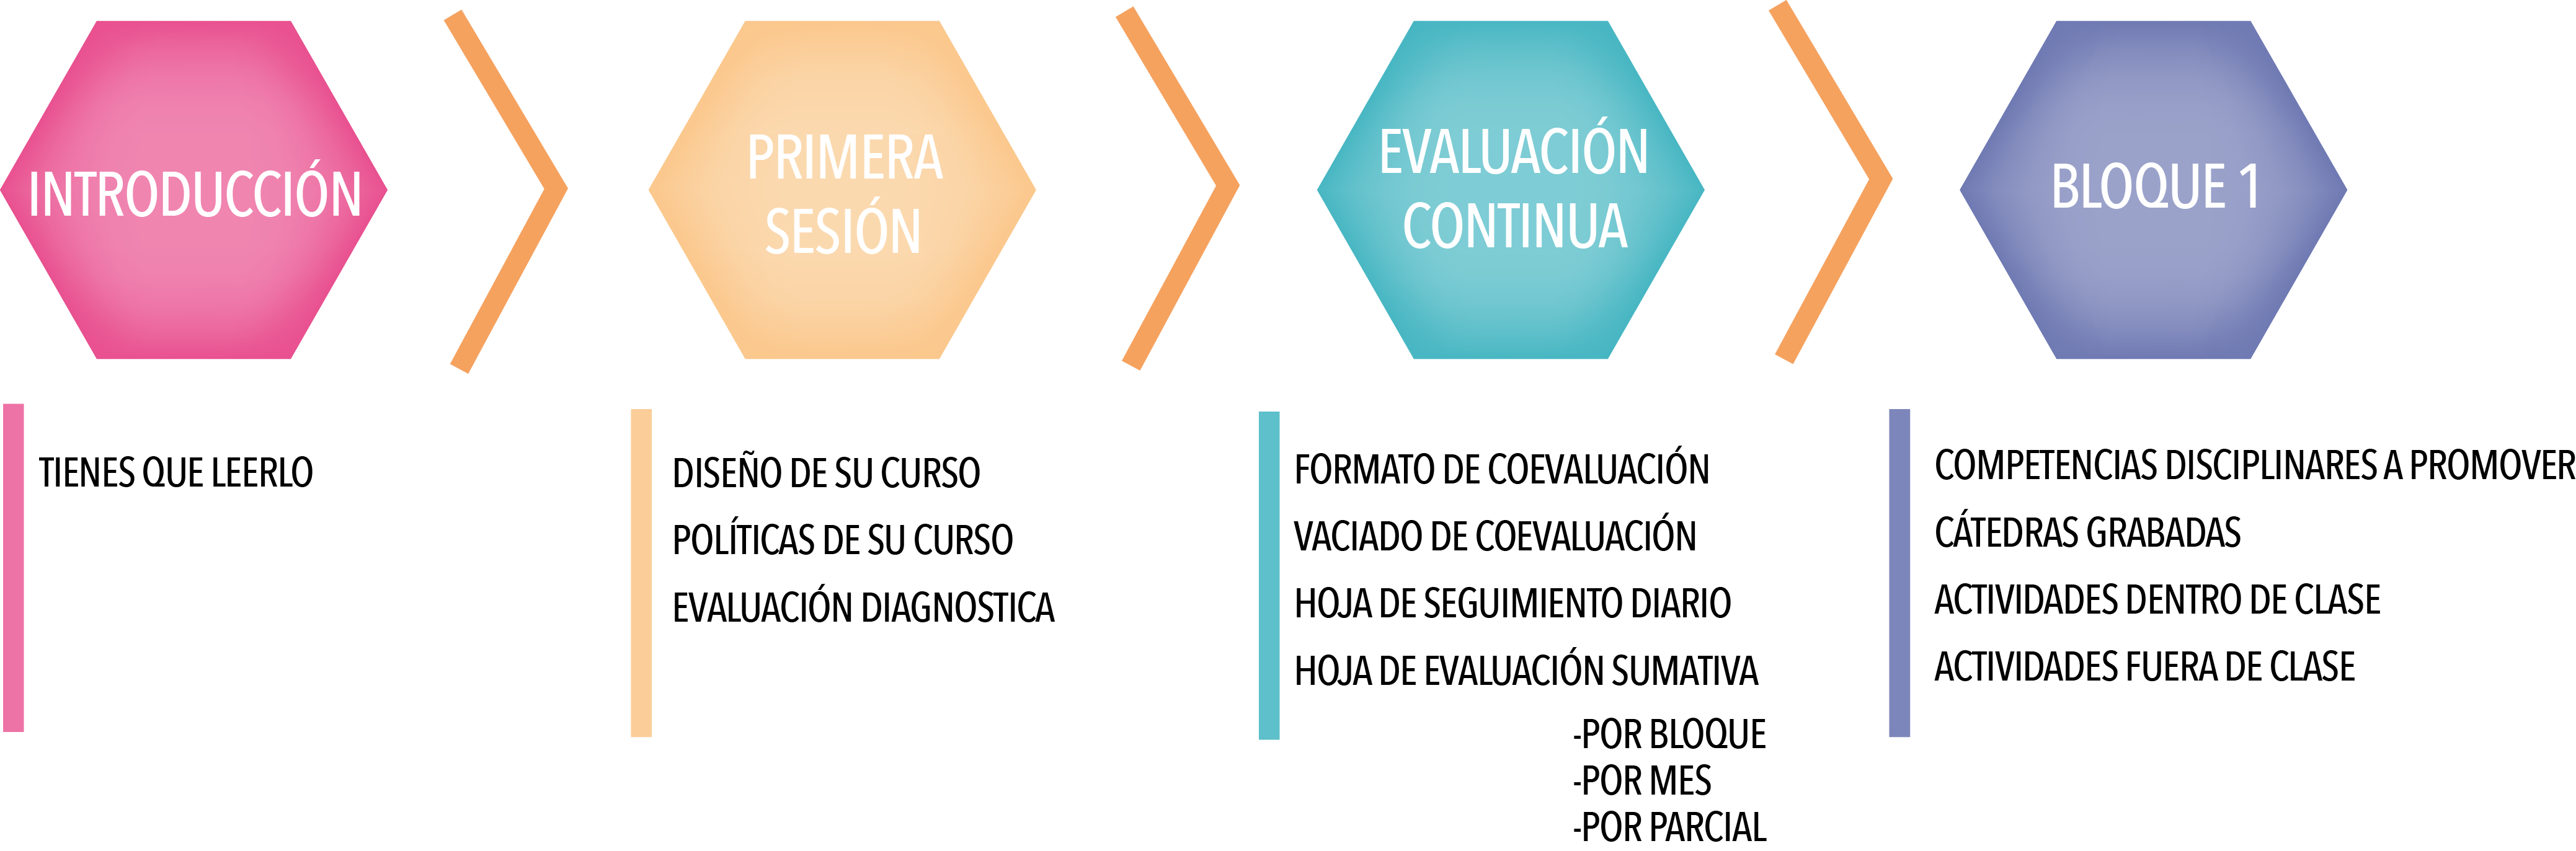 INTRODUCCIÓN
TIENES QUE LEERLO
PRIMERA
SESIÓN
DISEÑO DE SU CURSO
POLÍTICAS DE SU CURSO
EVALUACIÓN DIAGNOSTICA
EVALUACIÓN
CONTINUA
FORMATO DE COEVALUACIÓN
VACIADO DE COEVALUACIÓN
HOJA DE SEGUIMIENTO DIARIO
HOJA DE EVALUACIÓN SUMATIVA
-POR BLOQUE
-POR MES
-POR PARCIAL
BLOQUE 1
COMPETENCIAS DISCIPLINARES A PROMOVER
CÁTEDRAS GRABADAS
ACTIVIDADES DENTRO DE CLASE
ACTIVIDADES FUERA DE CLASE